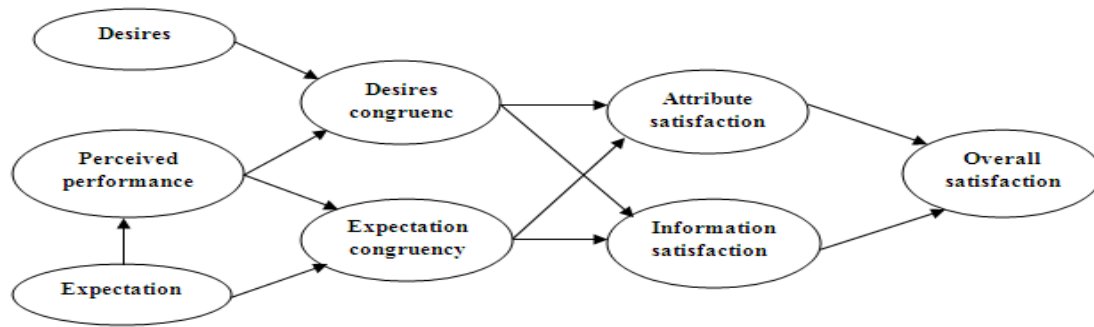 Desires
Desires
congruenc
Attribute
satisfaction
Perceived
performance
Overall
satisfaction
Expectation
congruency
Information
satisfaction
Expectation